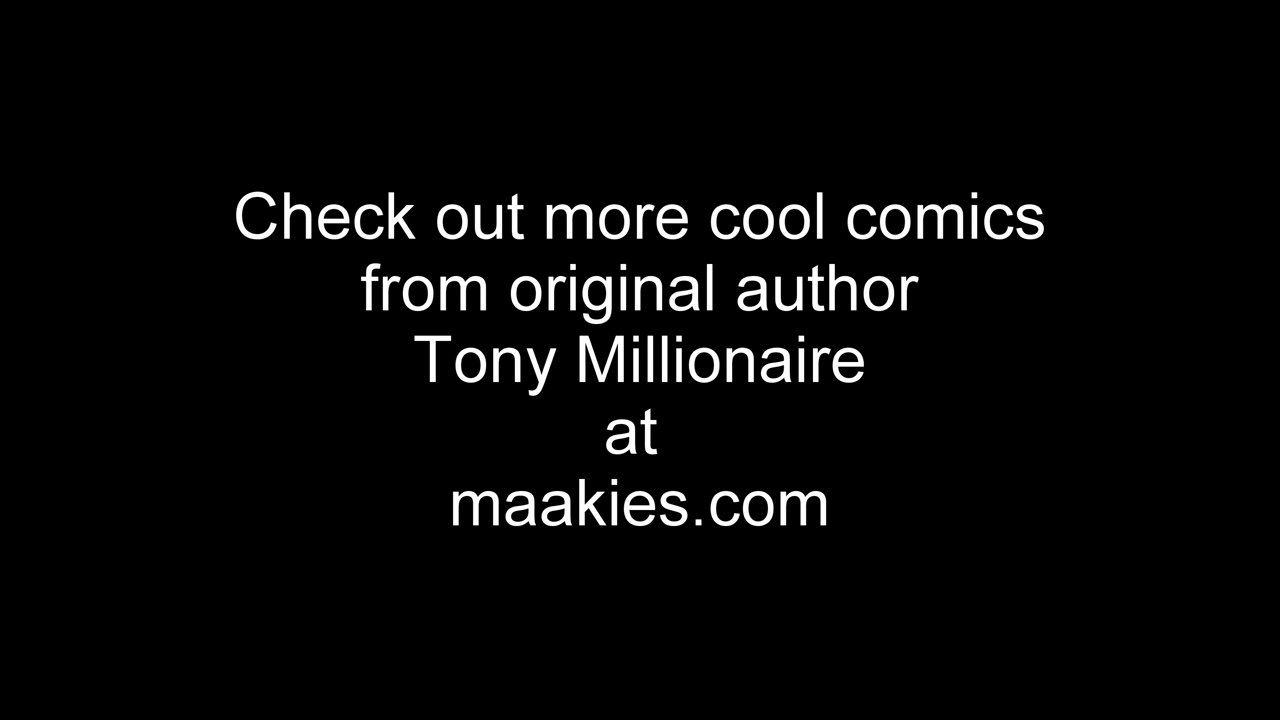 Check out more cool comics
from original author
Tony Millionaire
at
maakies.com